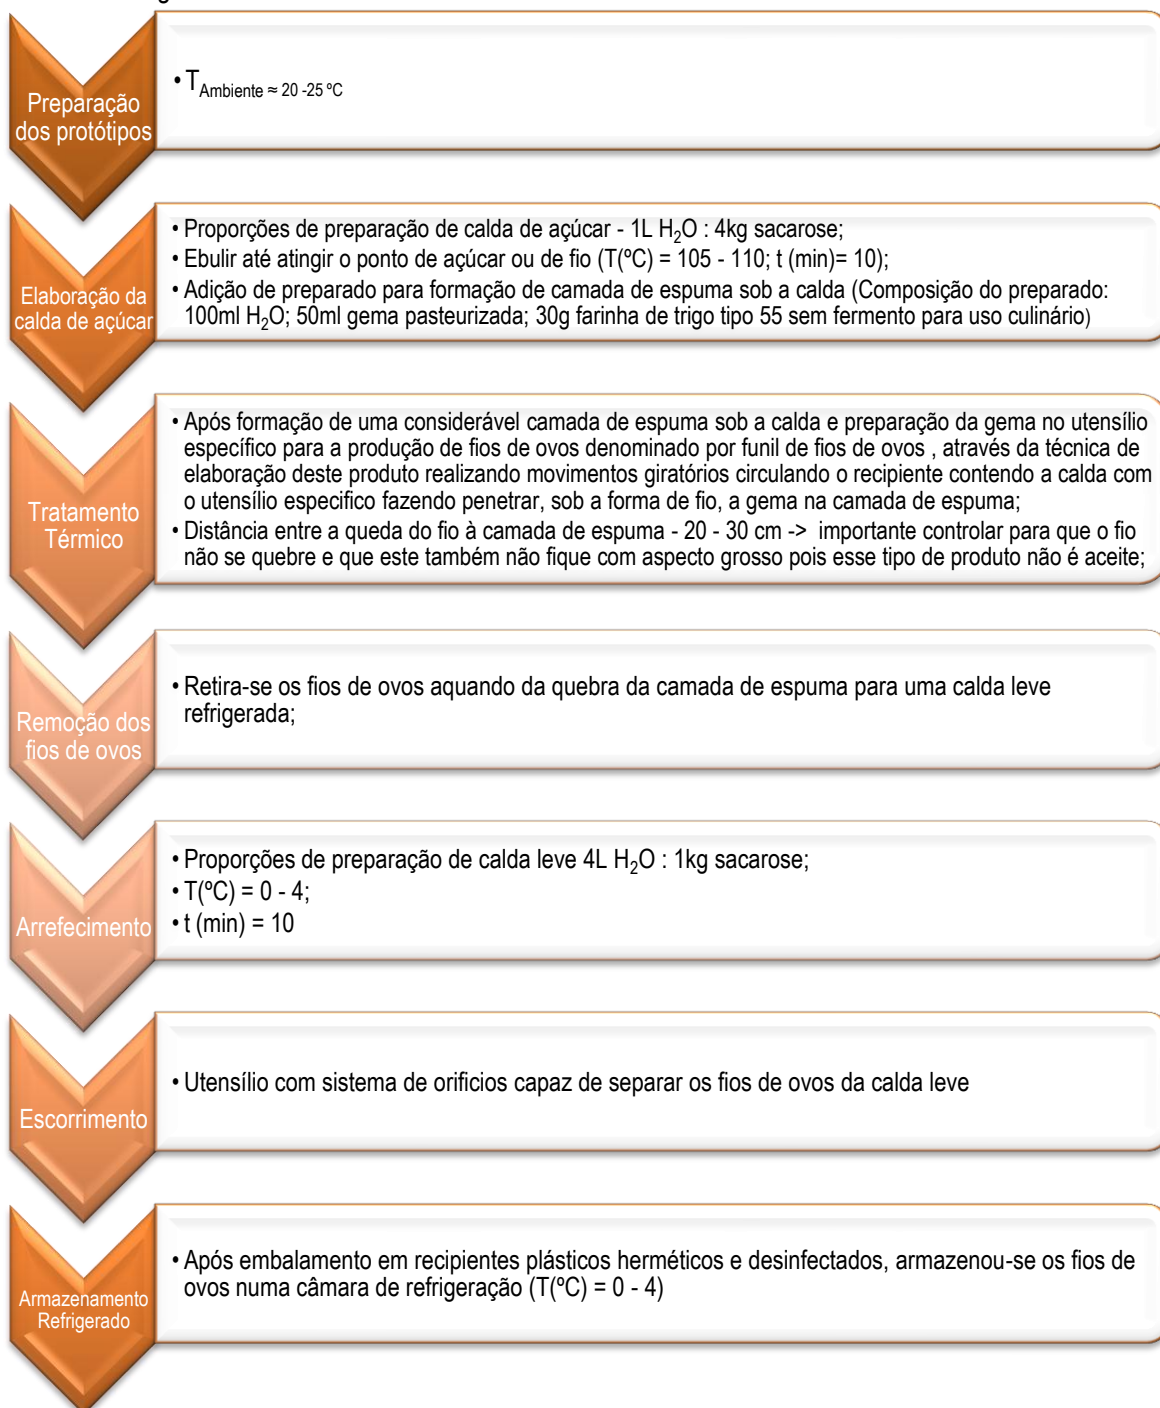 Preparação
dos protótipos
• T Ambiente ≈ 20 -25 ºC
Elaboração da
calda de açúcar
• Proporções de preparação de calda de açúcar - 1L H2O : 4kg sacarose;
• Ebulir até atingir o ponto de açúcar ou de fio (T(ºC) = 105 - 110; t (min)= 10);
• Adição de preparado para formação de camada de espuma sob a calda (Composição do preparado:
100ml H2O; 50ml gema pasteurizada; 30g farinha de trigo tipo 55 sem fermento para uso culinário)
Tratamento
Térmico
• Após formação de uma considerável camada de espuma sob a calda e preparação da gema no utensílio
específico para a produção de fios de ovos denominado por funil de fios de ovos , através da técnica de
elaboração deste produto realizando movimentos giratórios circulando o recipiente contendo a calda com
o utensílio especifico fazendo penetrar, sob a forma de fio, a gema na camada de espuma;
• Distância entre a queda do fio à camada de espuma - 20 - 30 cm -> importante controlar para que o fio
não se quebre e que este também não fique com aspecto grosso pois esse tipo de produto não é aceite;
Remoção dos
fios de ovos
• Retira-se os fios de ovos aquando da quebra da camada de espuma para uma calda leve
refrigerada;
Arrefecimento
• Proporções de preparação de calda leve 4L H2O : 1kg sacarose;
• T(ºC) = 0 - 4;
• t (min) = 10
Escorrimento
• Utensílio com sistema de orificios capaz de separar os fios de ovos da calda leve
Armazenamento
Refrigerado
• Após embalamento em recipientes plásticos herméticos e desinfectados, armazenou-se os fios de
ovos numa câmara de refrigeração (T(ºC) = 0 - 4)